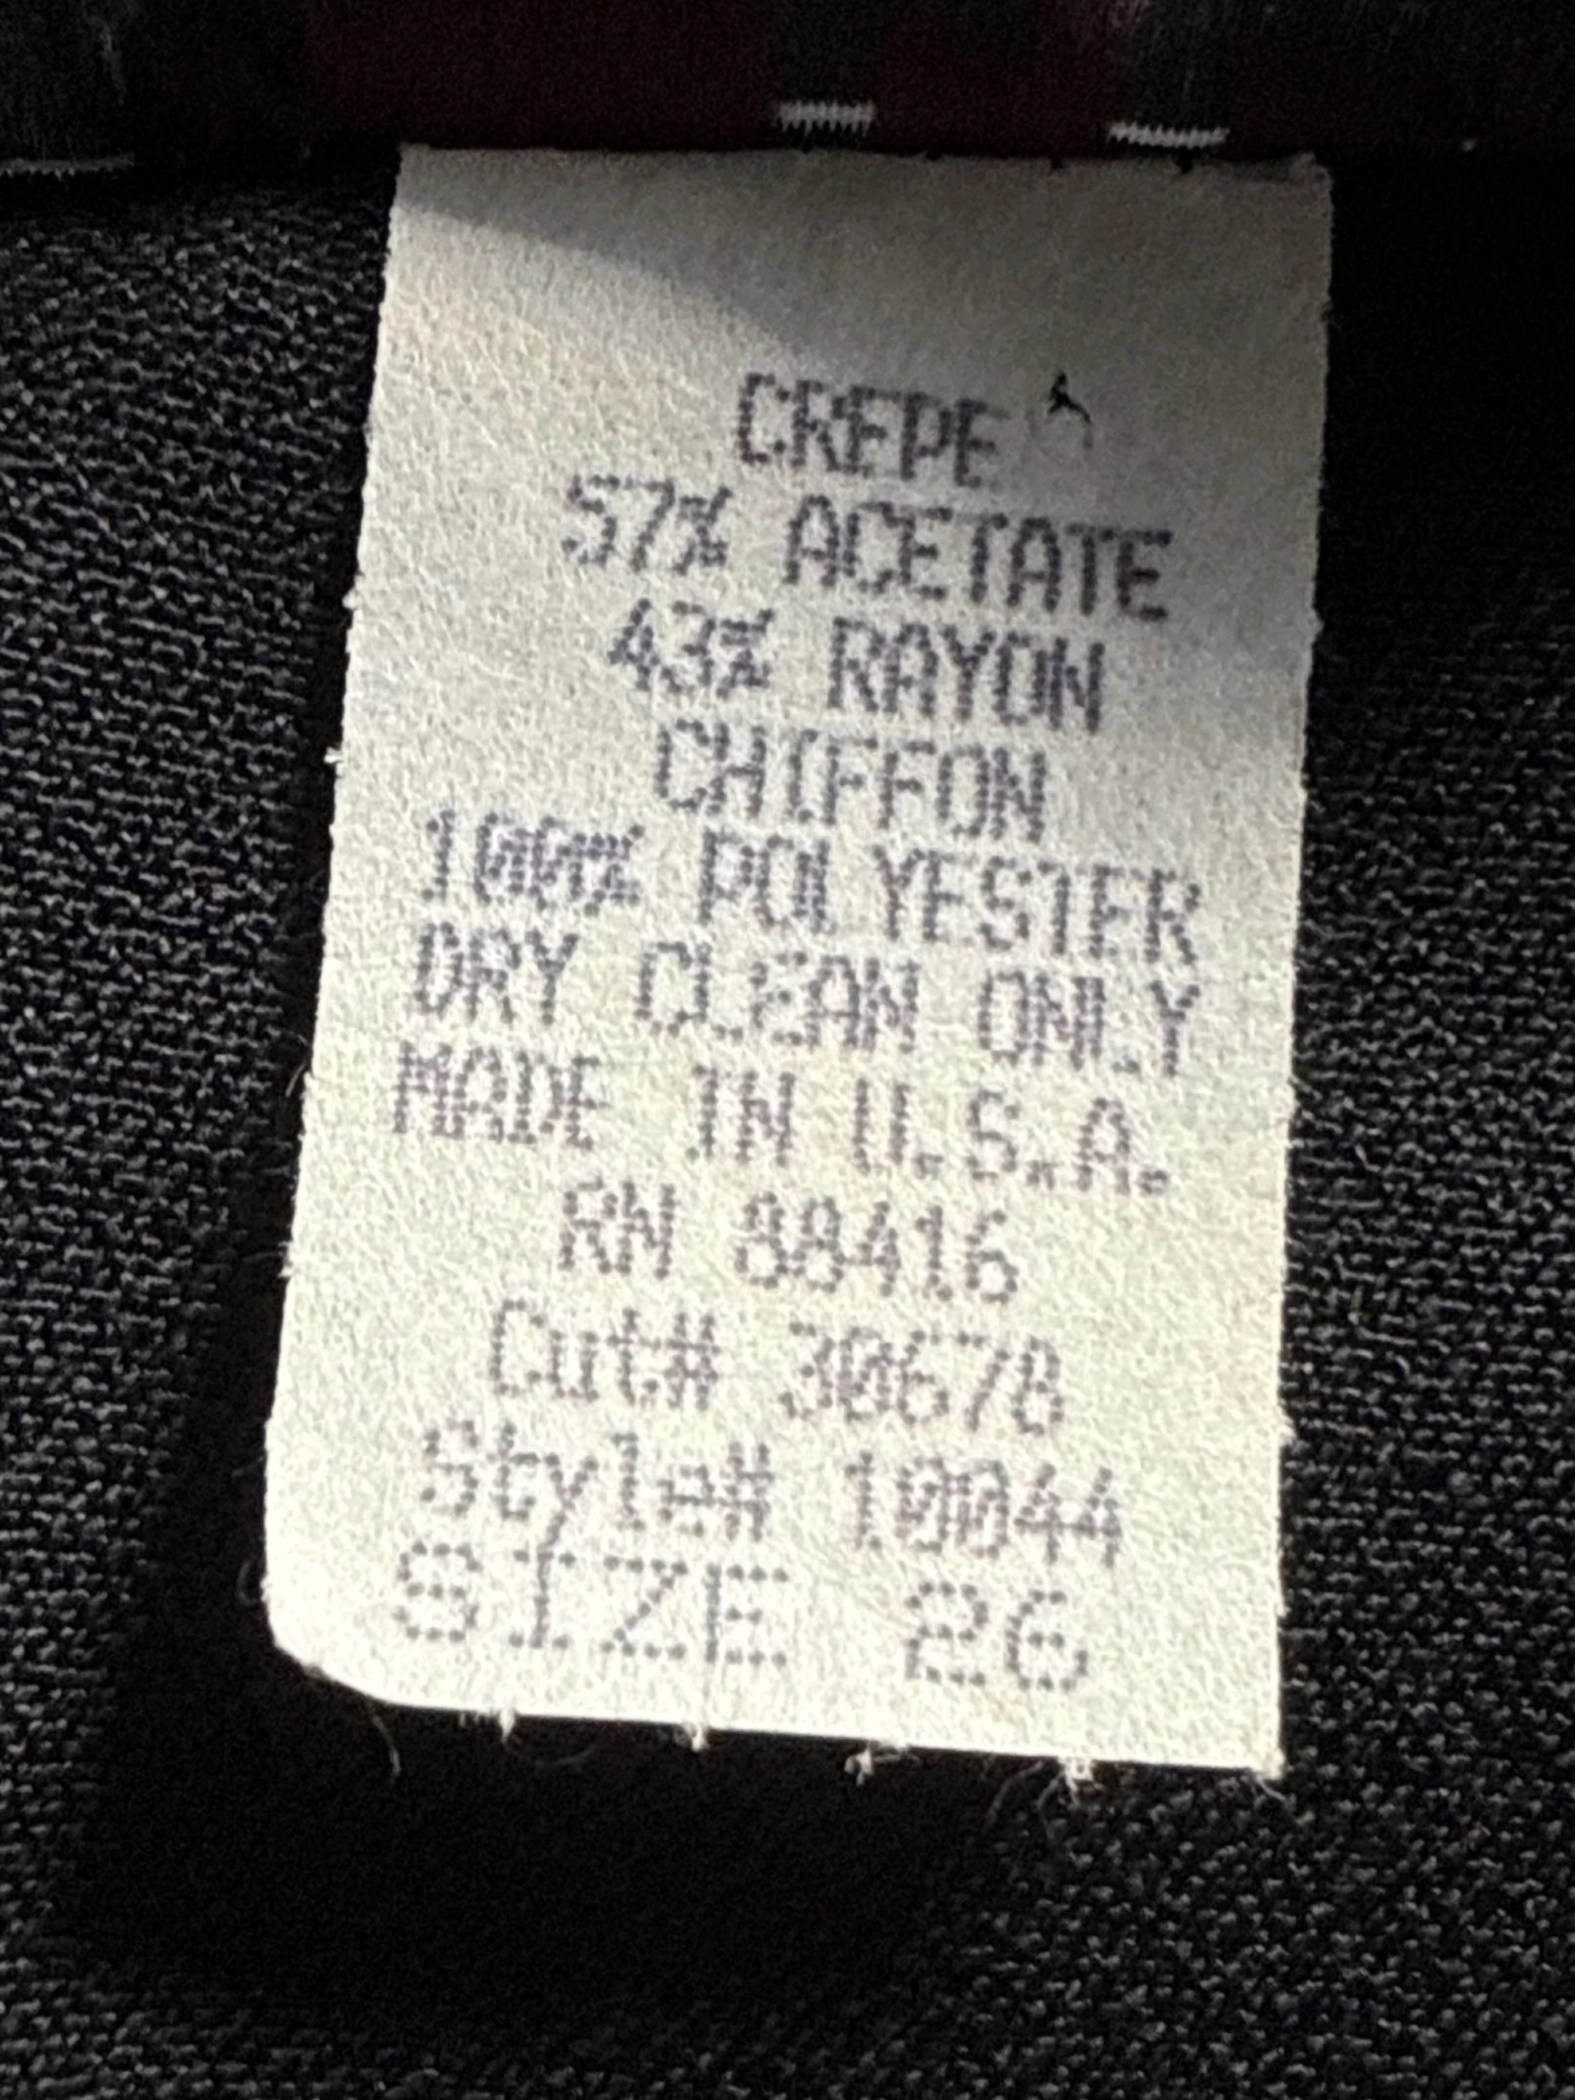 CREPE
57% ACETATE
43% RAYON
CHIFFON
100% POLYESTER
DRY CLEAN ONLY
MADE IN U.S.A.
RN 88416
Cut# 30678
Style# 10044
SIZE 26